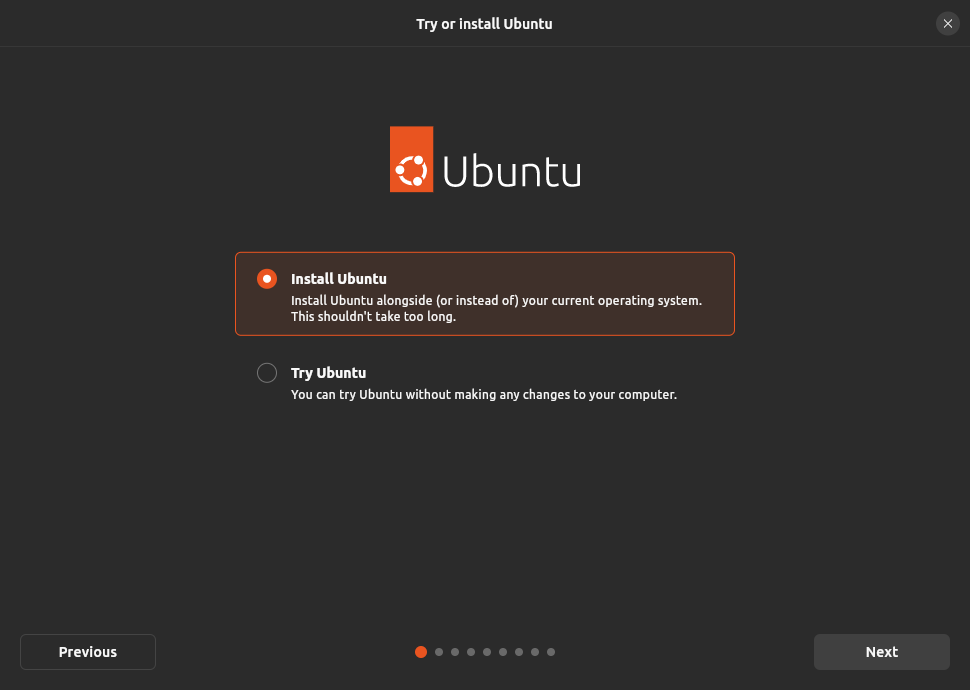 Try or install Ubuntu
Ubuntu
Install Ubuntu
Install Ubuntu alongside (or instead of) your current operating system.
This shouldn't take too long.
Try Ubuntu
You can try Ubuntu without making any changes to your computer.
Previous
Next